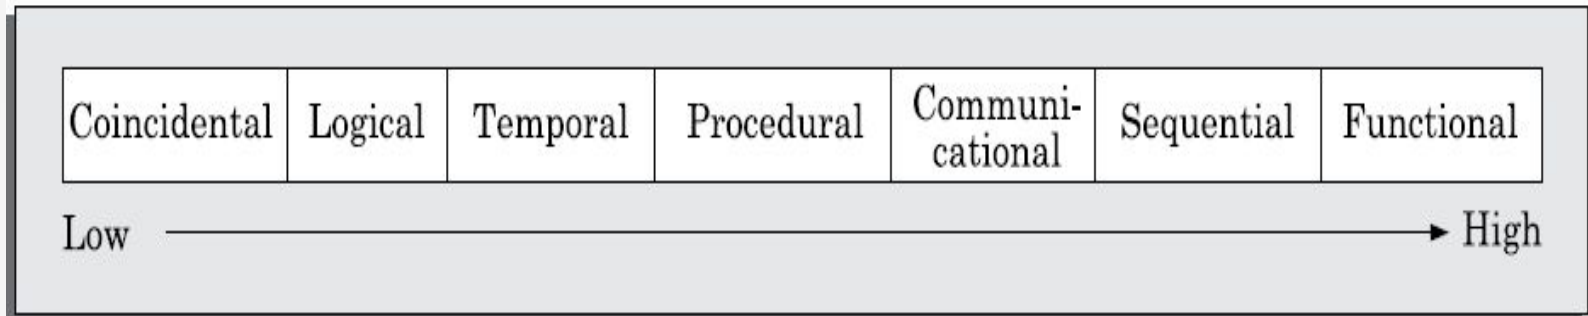 Coincidental Logical Temporal Procedural Communi-
cational Sequential Functional
Low High